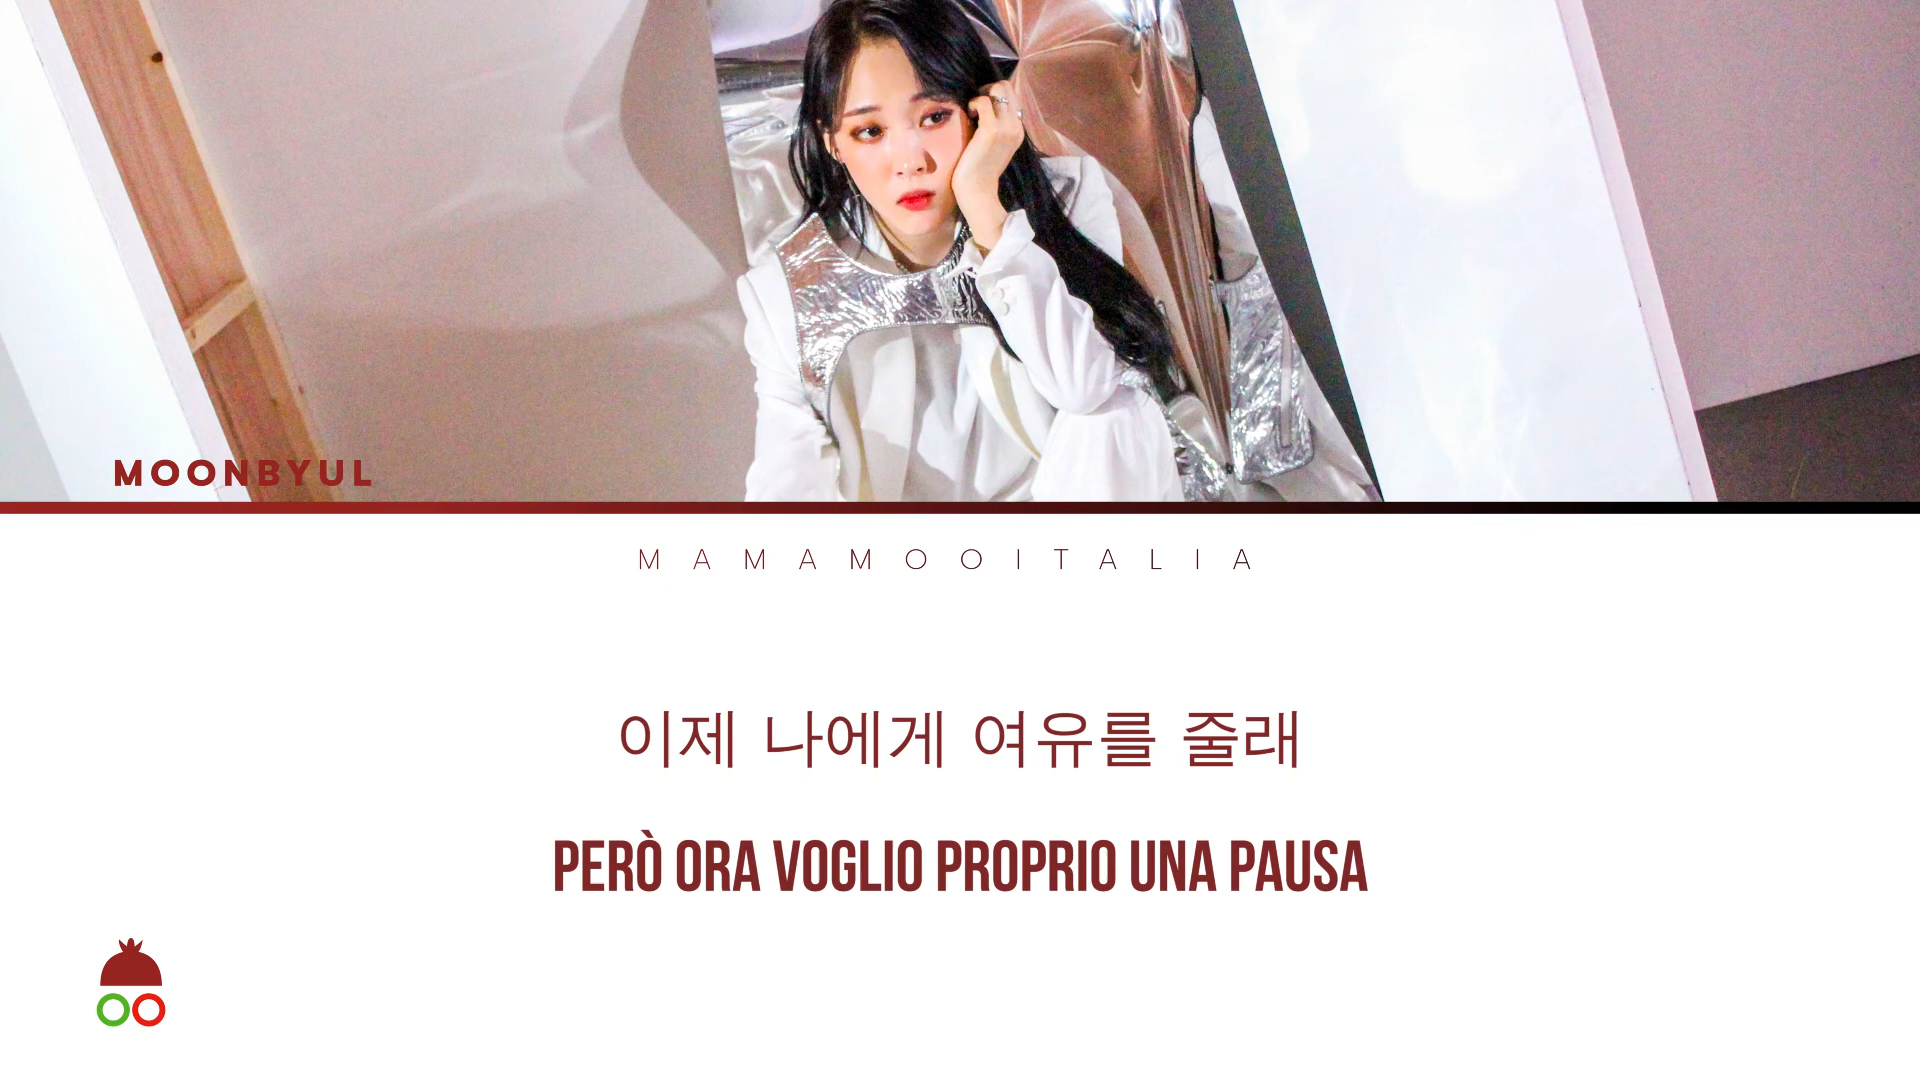 MOONBYUL
MAMAMOOITALIA
이제 나에게 여유를 줄래
PERÒ ORA VOGLIO PROPRIO UNA PAUSA